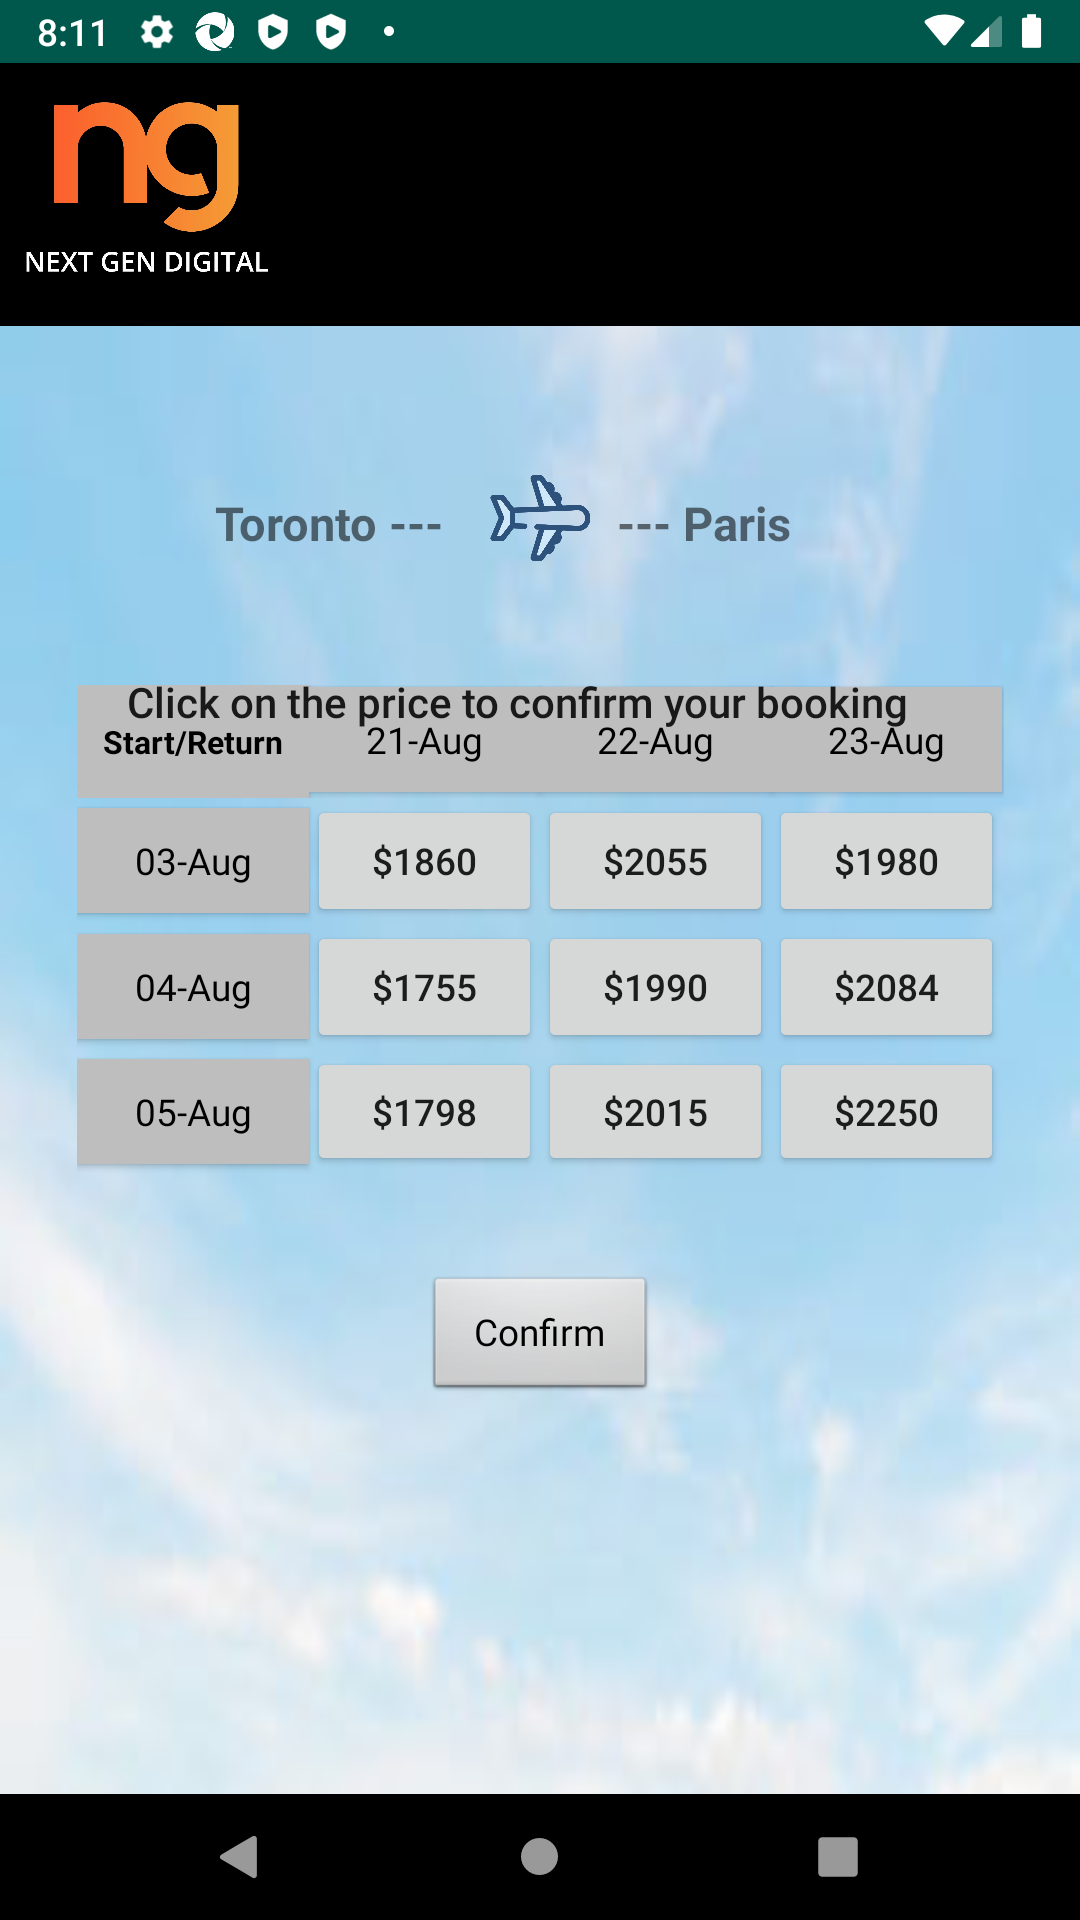 8:11
ng
NEXT GEN DIGITAL
Toronto --- --- Paris
Click on the price to confirm your booking
Start/Return 21-Aug 22-Aug 23-Aug
03-Aug $1860 $2055 $1980
04-Aug $1755 $1990 $2084
05-Aug $1798 $2015 $2250
Confirm